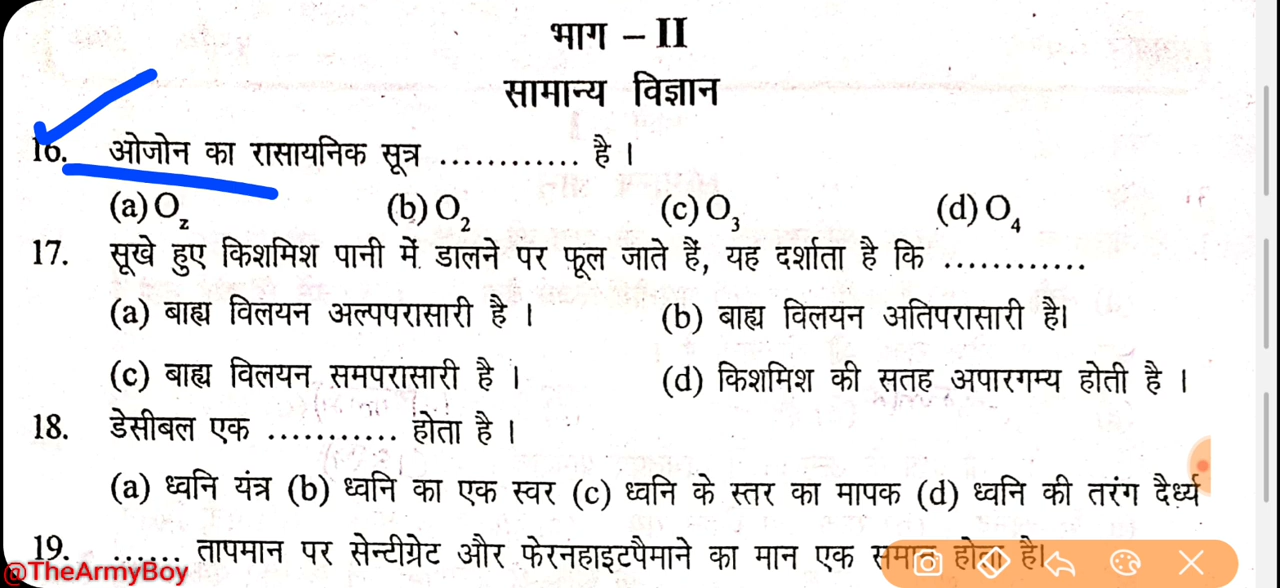 भाग – II
सामान्य विज्ञान
16. ओजोन का रासायनिक सूत्र ............ है ।
(a) O₂ (b) O₂ (c) O₃ (d) O₄
17. सूखे हुए किशमिश पानी में डालने पर फूल जाते हैं, यह दर्शाता है कि ............
(a) बाह्य विलयन अल्पपरासारी है । (b) बाह्य विलयन अतिपरासारी है।
(c) बाह्य विलयन समपरासारी है । (d) किशमिश की सतह अपारगम्य होती है ।
18. डेसीबल एक ........... होता है ।
(a) ध्वनि यंत्र (b) ध्वनि का एक स्वर (c) ध्वनि के स्तर का मापक (d) ध्वनि की तरंग दैर्ध्य
19. ...... तापमान पर सेन्टीग्रेट और फेरनहाइटपैमाने का मान एक समान होता है।
@TheArmyBoy